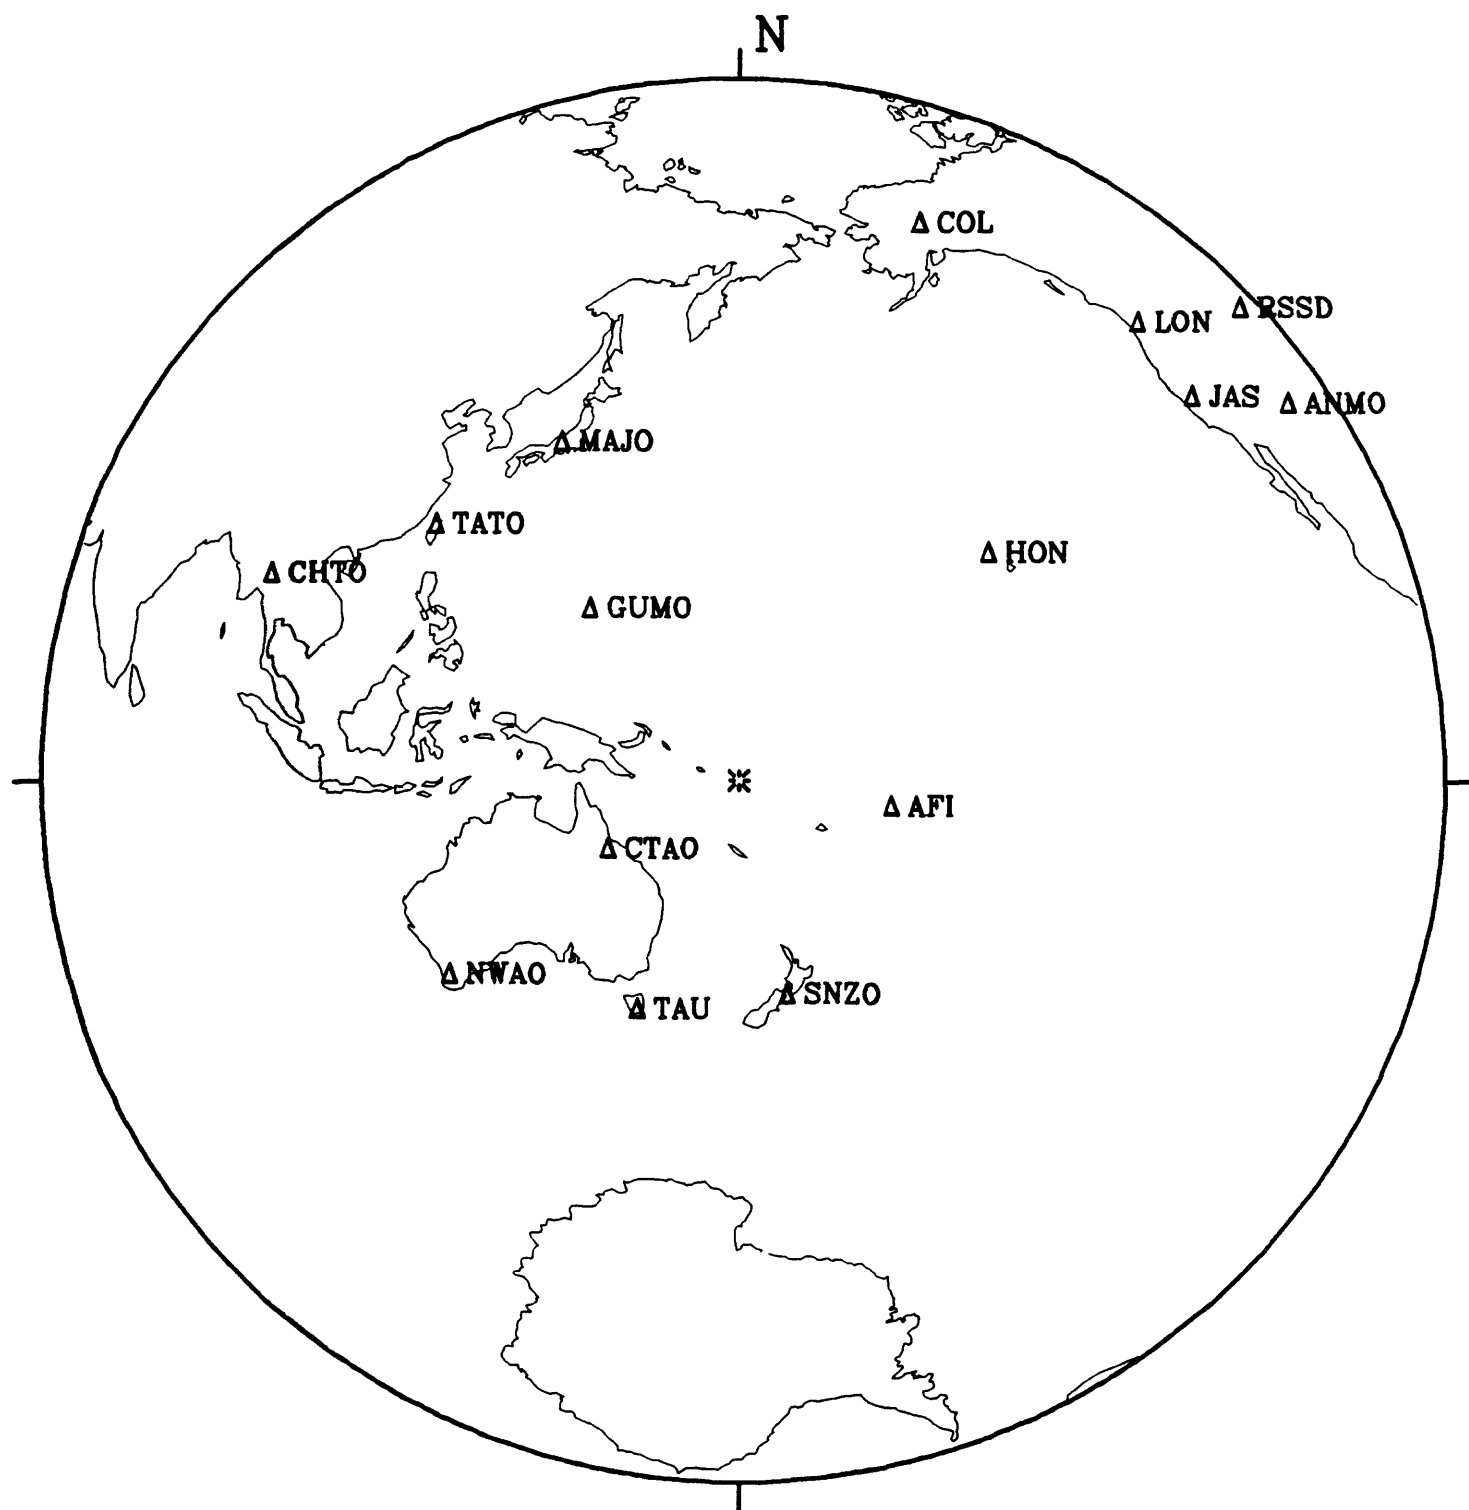 N
Δ COL
Δ RSSD
Δ LON
Δ JAS
Δ ANMO
Δ MAJO
Δ TATO
Δ HON
Δ CHTO
Δ GUMO
Δ AFI
Δ CTAO
Δ NWAO
Δ SNZO
Δ TAU